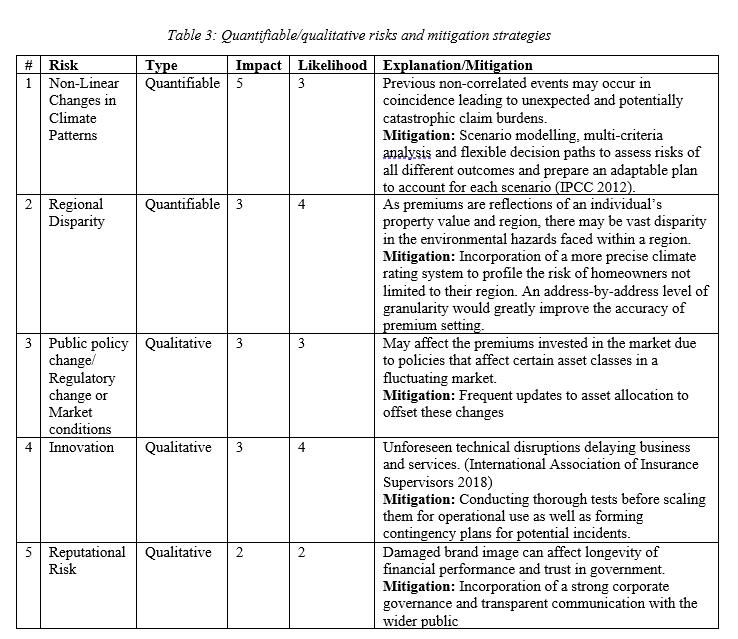 Table 3: Quantifiable/qualitative risks and mitigation strategies
# Risk Type Impact Likelihood Explanation/Mitigation
1 Non-Linear Quantifiable 5 3 Previous non-correlated events may occur in
Changes in coincidence leading to unexpected and potentially
Climate catastrophic claim burdens.
Patterns Mitigation: Scenario modelling, multi-criteria
analysis and flexible decision paths to assess risks of
all different outcomes and prepare an adaptable plan
to account for each scenario (IPCC 2012).
2 Regional Quantifiable 3 4 As premiums are reflections of an individual’s
Disparity property value and region, there may be vast disparity
in the environmental hazards faced within a region.
Mitigation: Incorporation of a more precise climate
rating system to profile the risk of homeowners not
limited to their region. An address-by-address level of
granularity would greatly improve the accuracy of
premium setting.
3 Public policy Qualitative 3 3 May affect the premiums invested in the market due
change/ to policies that affect certain asset classes in a
Regulatory fluctuating market.
change or Mitigation: Frequent updates to asset allocation to
Market offset these changes
conditions
4 Innovation Qualitative 3 4 Unforeseen technical disruptions delaying business
and services. (International Association of Insurance
Supervisors 2018)
Mitigation: Conducting thorough tests before scaling
them for operational use as well as forming
contingency plans for potential incidents.
5 Reputational Qualitative 2 2 Damaged brand image can affect longevity of
Risk financial performance and trust in government.
Mitigation: Incorporation of a strong corporate
governance and transparent communication with the
wider public